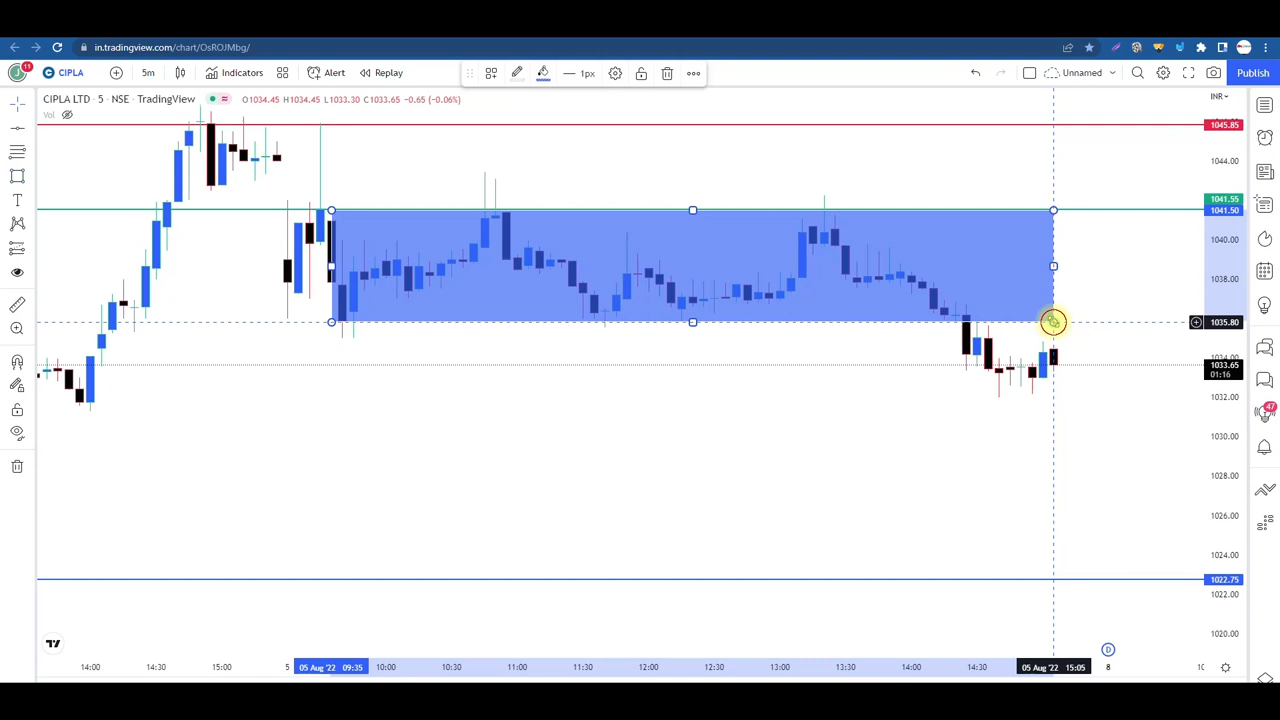 in.tradingview.com/chart/OsROJMbg/
11
CIPLA
5m
Indicators
Alert
Replay
1px
Unnamed
Publish
CIPLA LTD · 5 · NSE · TradingView
O1034.45 H1034.45 L1033.30 C1033.65 -0.65 (-0.06%)
INR
Vol
1045.85
1044.00
1041.55
1041.50
1040.00
1038.00
1035.80
1034.00
1033.65
01:16
1032.00
1030.00
1028.00
1026.00
1024.00
1022.75
1022.00
1020.00
47
D
14:00
14:30
15:00
5
05 Aug '22 09:35
10:00
10:30
11:00
11:30
12:00
12:30
13:00
13:30
14:00
14:30
05 Aug '22 15:05
8